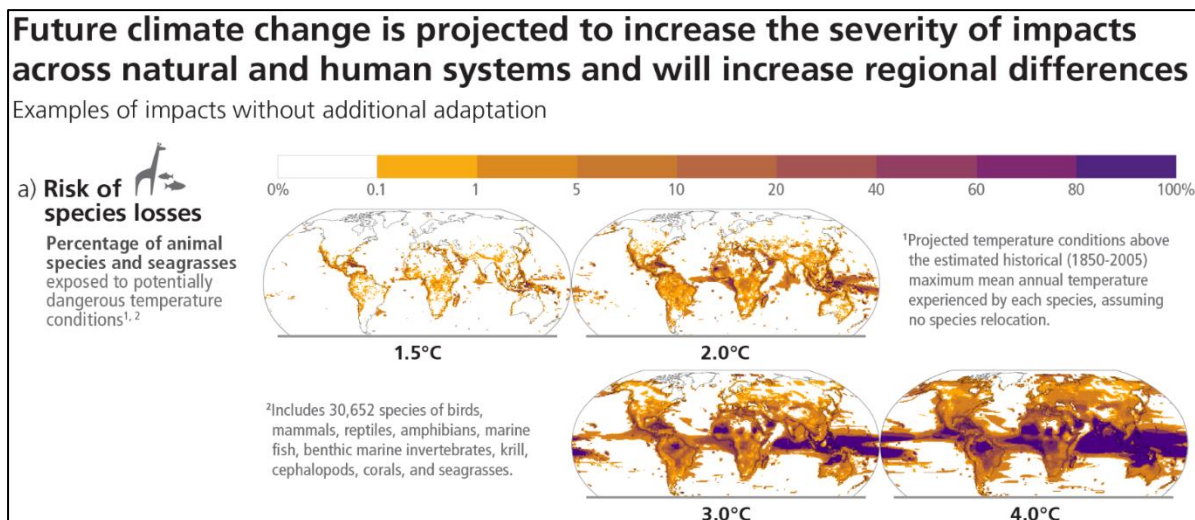 Future climate change is projected to increase the severity of impacts
across natural and human systems and will increase regional differences
Examples of impacts without additional adaptation
a) Risk of
species losses
Percentage of animal
species and seagrasses
exposed to potentially
dangerous temperature
conditions¹, ²
0% 0.1 1 5 10 20 40 60 80 100%
1.5°C
2.0°C
¹Projected temperature conditions above
the estimated historical (1850-2005)
maximum mean annual temperature
experienced by each species, assuming
no species relocation.
²Includes 30,652 species of birds,
mammals, reptiles, amphibians, marine
fish, benthic marine invertebrates, krill,
cephalopods, corals, and seagrasses.
3.0°C
4.0°C